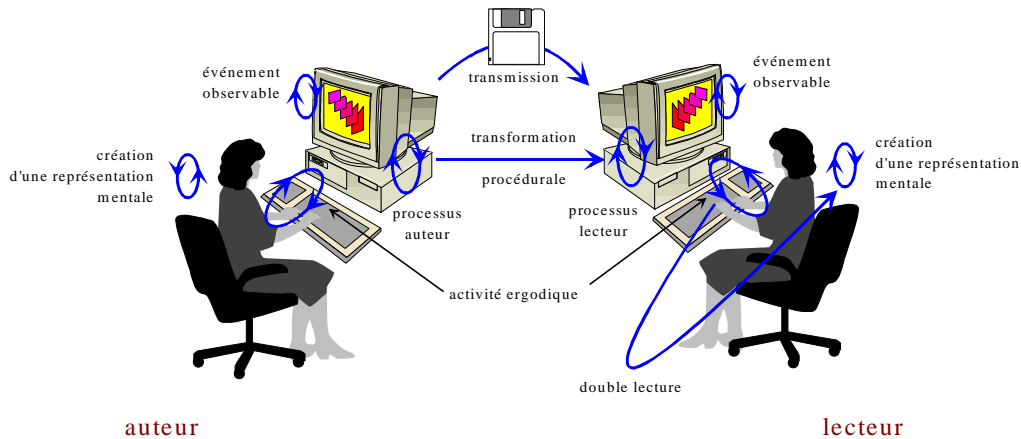 événement
observable
création
d'une représentation
mentale
transmission
transformation
procédurale
processus
auteur
processus
lecteur
événement
observable
création
d'une représentation
mentale
activité ergodique
double lecture
auteur
lecteur